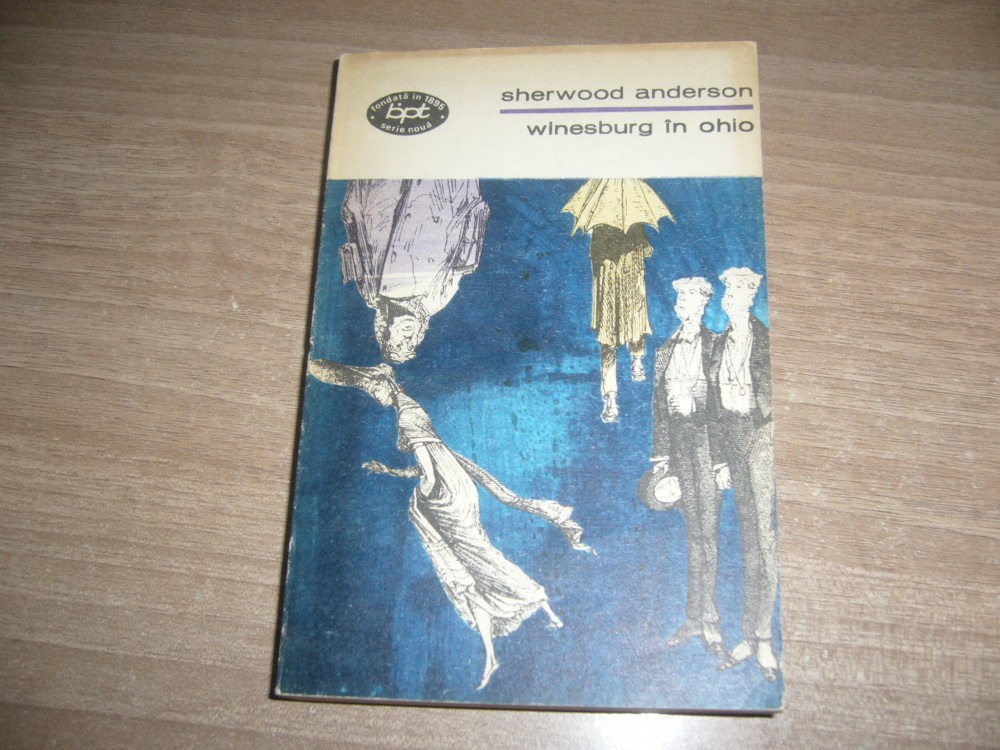 fondată în 1895
bpt
serie nouă
sherwood anderson
winesburg în ohio